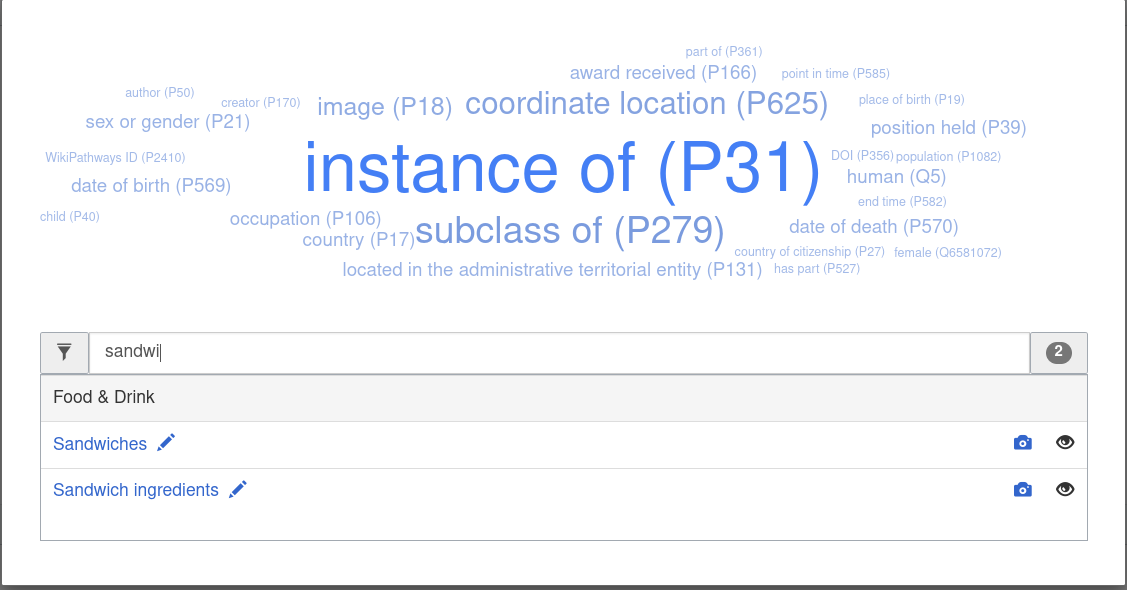 part of (P361)
award received (P166) point in time (P585)
author (P50) creator (P170) image (P18) coordinate location (P625) place of birth (P19)
sex or gender (P21) position held (P39)
WikiPathways ID (P2410) instance of (P31) DOI (P356) population (P1082)
date of birth (P569) human (Q5)
end time (P582)
child (P40) occupation (P106) subclass of (P279) date of death (P570)
country (P17) country of citizenship (P27) female (Q6581072)
located in the administrative territorial entity (P131) has part (P527)
sandwi 2
Food & Drink
Sandwiches
Sandwich ingredients